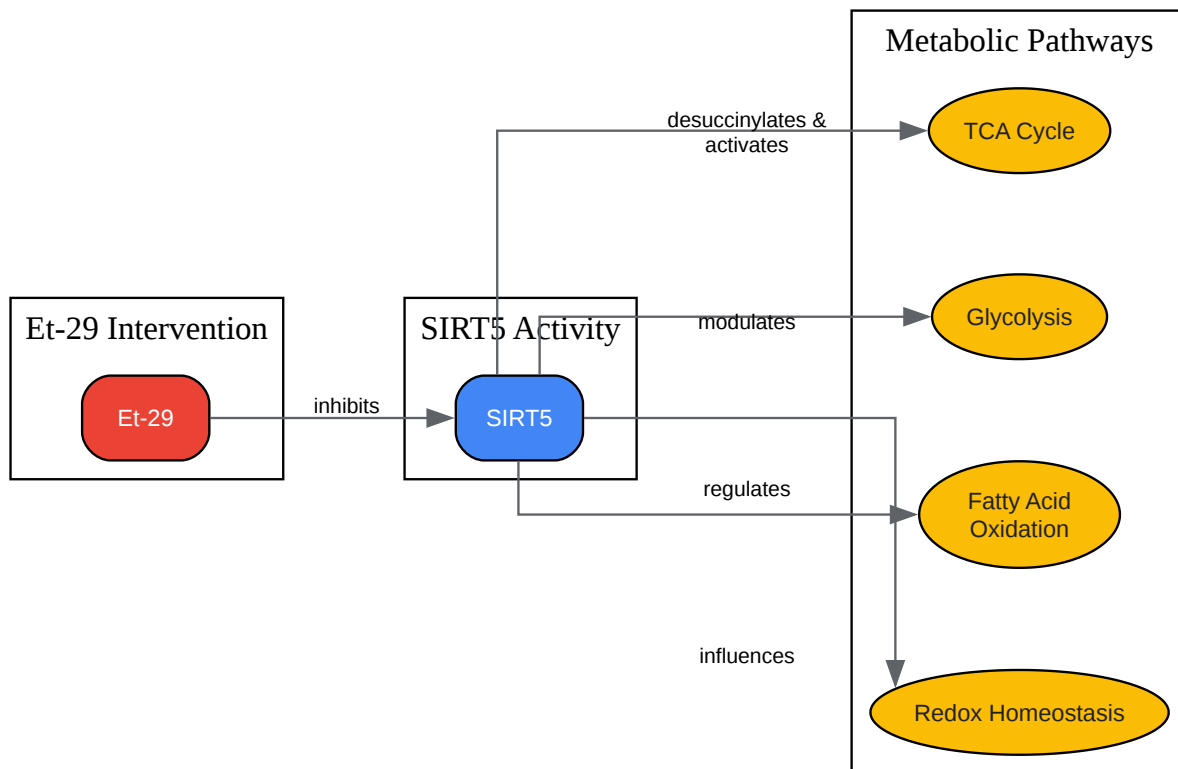 Metabolic Pathways
desuccinylates &
activates
TCA Cycle
Et-29 Intervention
SIRT5 Activity
modulates
Glycolysis
Et-29
inhibits
SIRT5
regulates
Fatty Acid
Oxidation
influences
Redox Homeostasis